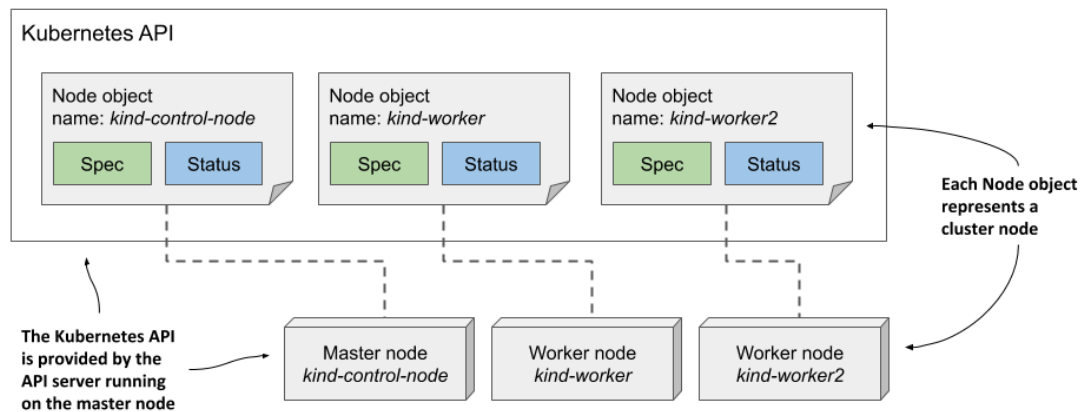 Kubernetes API
Node object
name: kind-control-node
Spec
Status
Node object
name: kind-worker
Spec
Status
Node object
name: kind-worker2
Spec
Status
Each Node object
represents a
cluster node
The Kubernetes API
is provided by the
API server running
on the master node
Master node
kind-control-node
Worker node
kind-worker
Worker node
kind-worker2